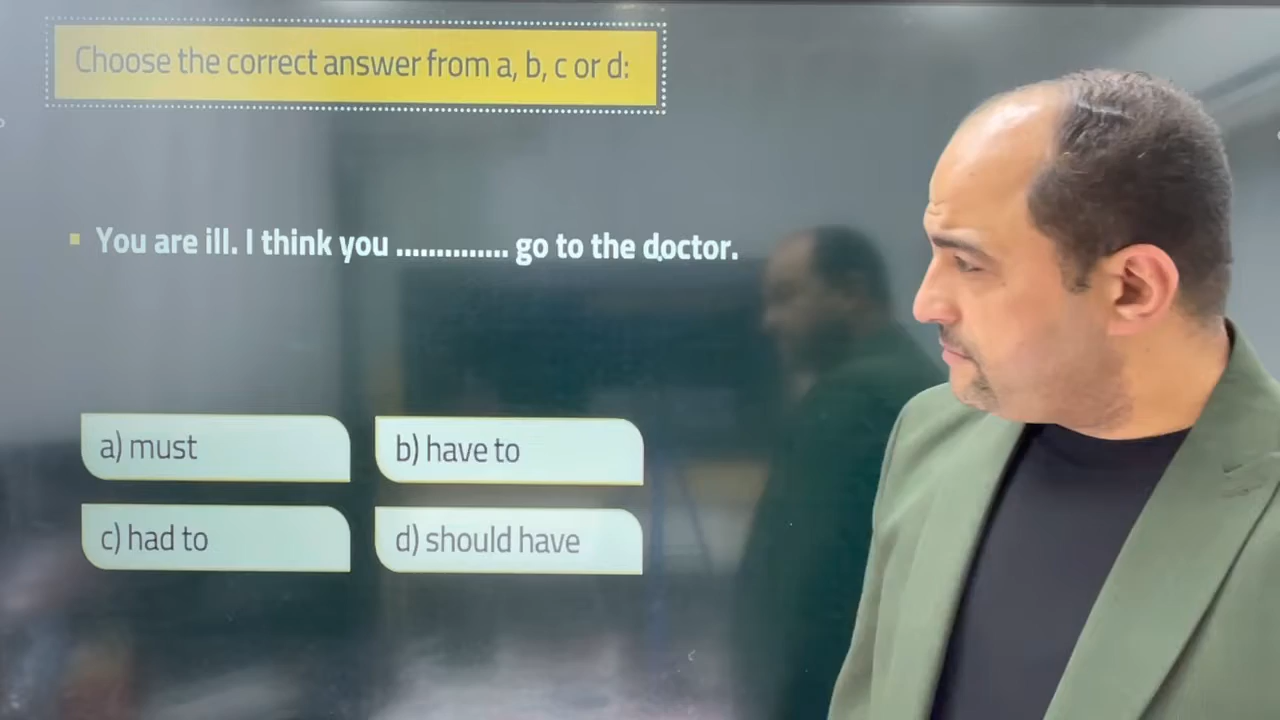 Choose the correct answer from a, b, c or d:
You are ill. I think you .............. go to the doctor.
a) must
b) have to
c) had to
d) should have